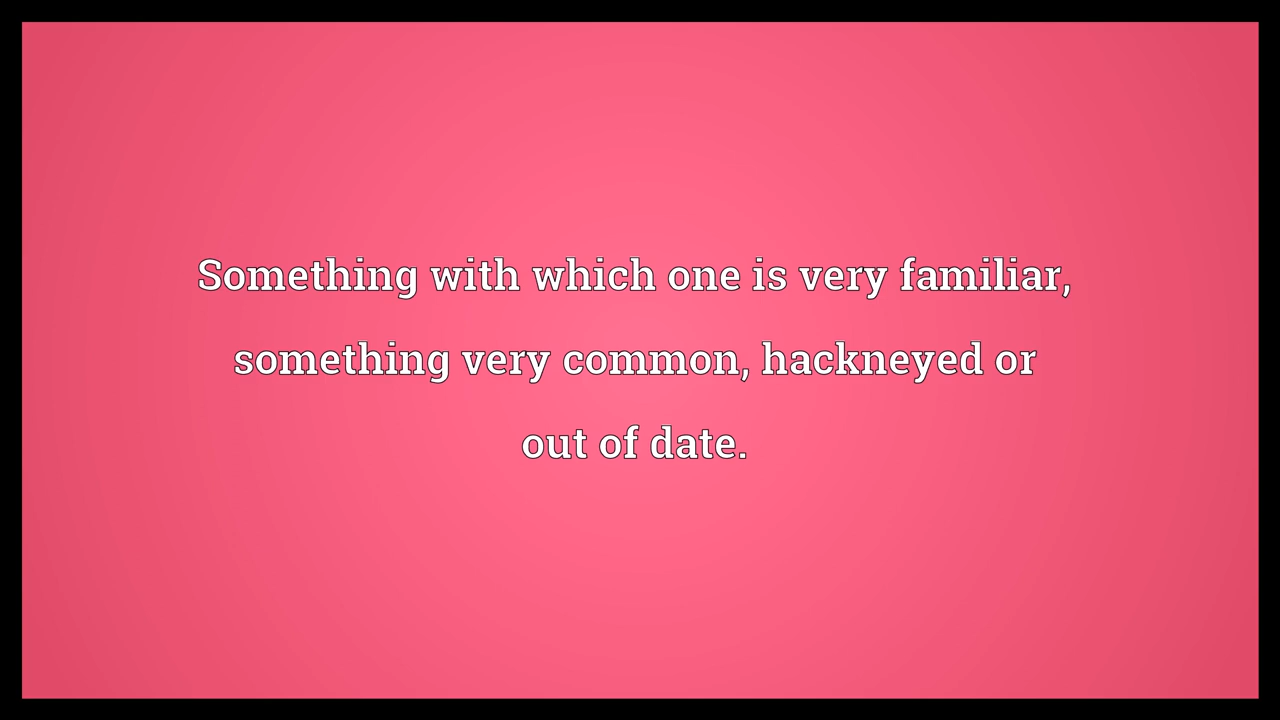 Something with which one is very familiar,
something very common, hackneyed or
out of date.